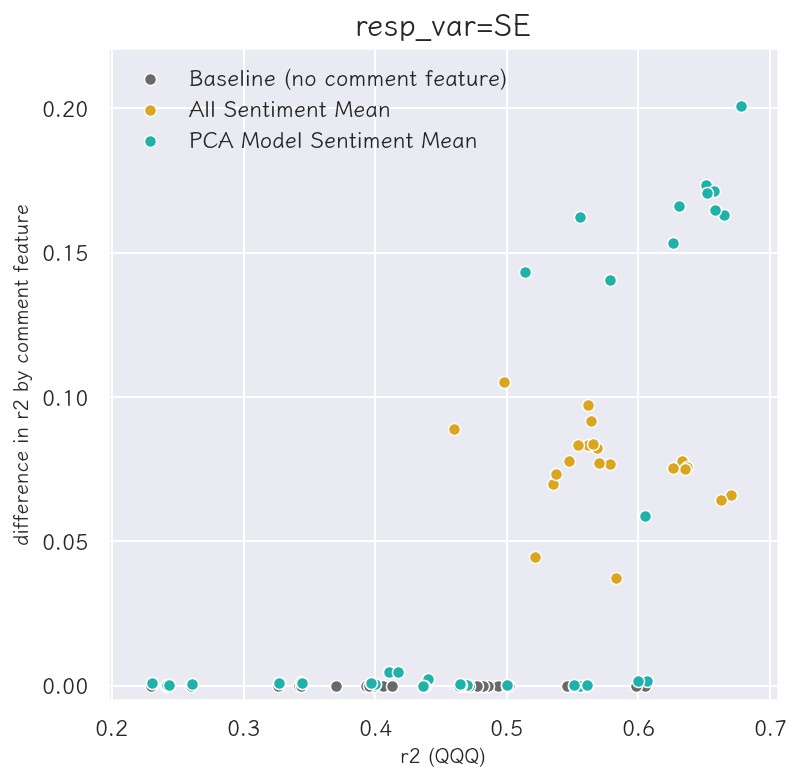 resp_var=SE
Baseline (no comment feature)
All Sentiment Mean
PCA Model Sentiment Mean
difference in r2 by comment feature
0.20
0.15
0.10
0.05
0.00
0.2 0.3 0.4 0.5 0.6 0.7
r2 (QQQ)